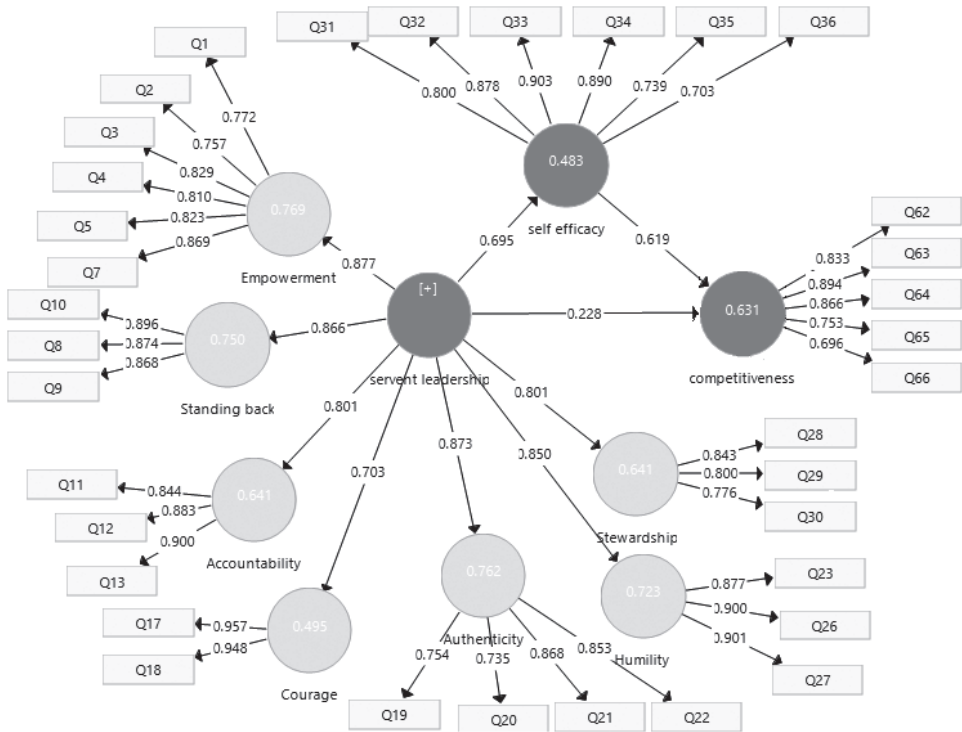 Q31
Q32
Q33
Q34
Q35
Q36
Q1
Q2
Q3
Q4
Q5
Q7
0.800
0.878
0.903
0.890
0.739
0.703
0.772
0.757
0.829
0.810
0.823
0.869
0.769
Empowerment
0.877
0.483
self efficacy
0.695
0.619
Q62
Q63
Q64
Q65
Q66
0.833
0.894
0.866
0.753
0.696
0.631
competitiveness
0.228
[+]
servent leadership
Q10
Q8
Q9
0.896
0.874
0.868
0.750
Standing back
0.866
0.801
0.703
0.873
0.850
0.801
Q11
Q12
Q13
0.844
0.883
0.900
0.641
Accountability
Q17
Q18
0.957
0.948
0.495
Courage
0.762
Authenticity
0.754
0.735
0.868
0.853
Q19
Q20
Q21
Q22
0.641
Stewardship
0.843
0.800
0.776
Q28
Q29
Q30
0.723
Humility
0.877
0.900
0.901
Q23
Q26
Q27